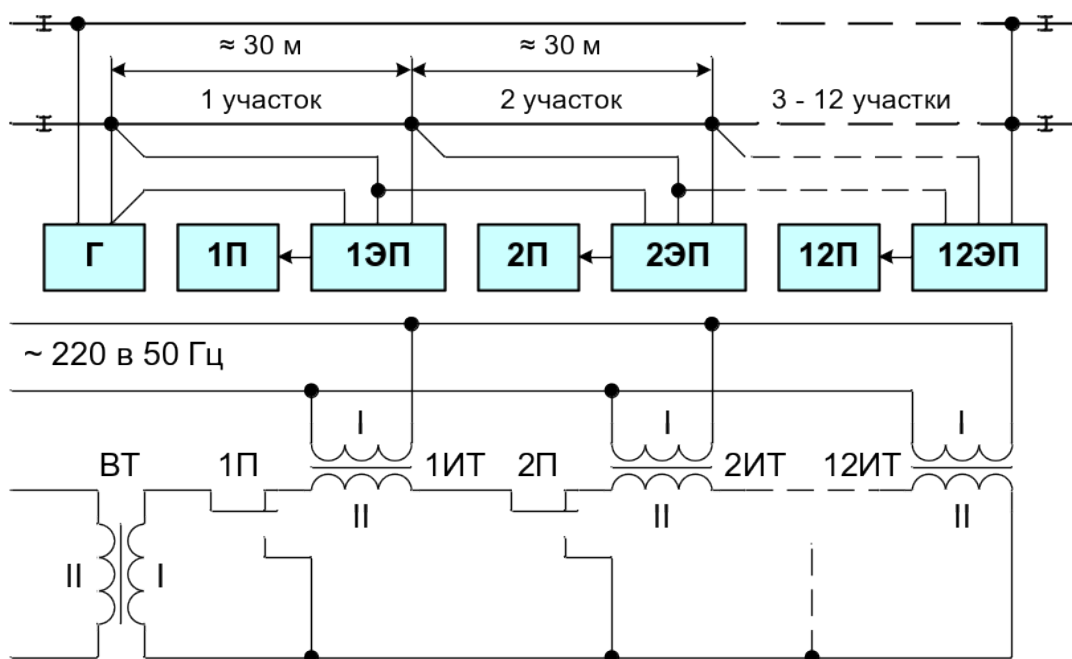 ≈ 30 м
≈ 30 м
1 участок
2 участок
3 - 12 участки
Г
1П
1ЭП
2П
2ЭП
12П
12ЭП
~ 220 в 50 Гц
I
I
I
ВТ
1П
1ИТ
2П
2ИТ
12ИТ
II
II
II
II
I